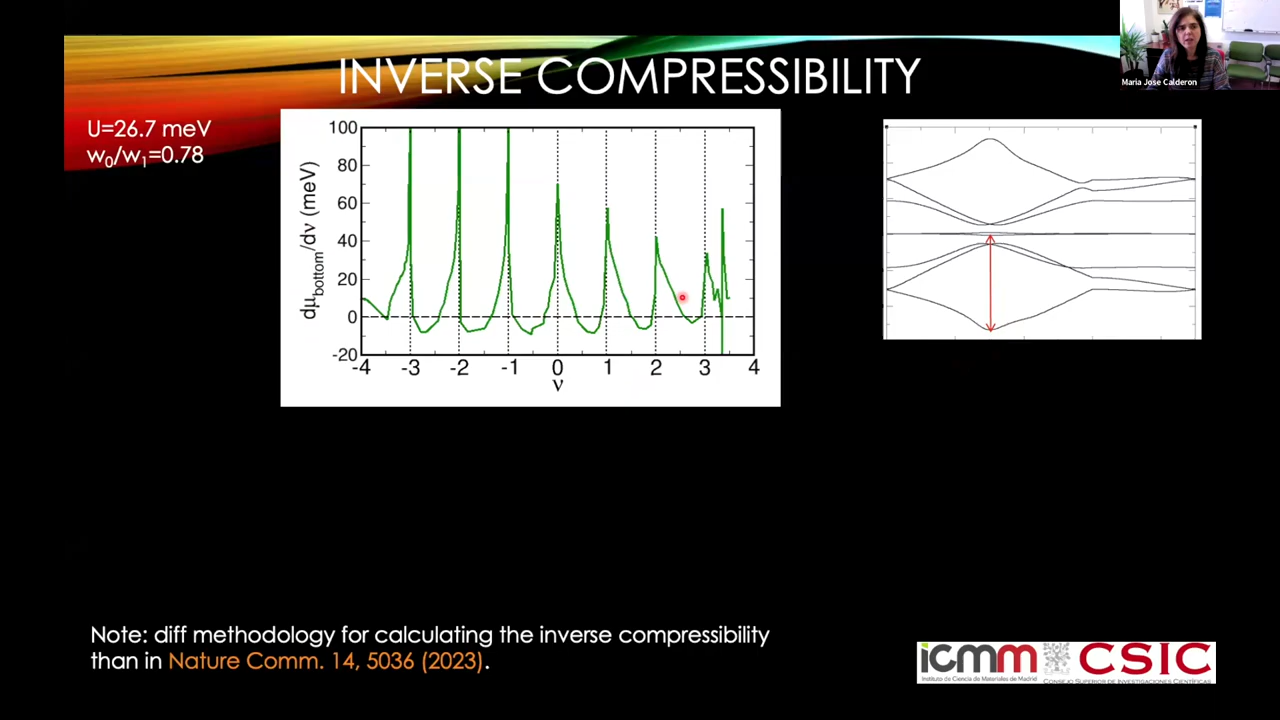 INVERSE COMPRESSIBILITY
Maria Jose Calderon
U=26.7 meV
w₀/w₁=0.78
dμbottom/dν (meV)
100
80
60
40
20
0
-20
-4 -3 -2 -1 0 1 2 3 4
ν
Note: diff methodology for calculating the inverse compressibility
than in Nature Comm. 14, 5036 (2023).
icmm
Instituto de Ciencia de Materiales de Madrid
CSIC
CONSEJO SUPERIOR DE INVESTIGACIONES CIENTÍFICAS